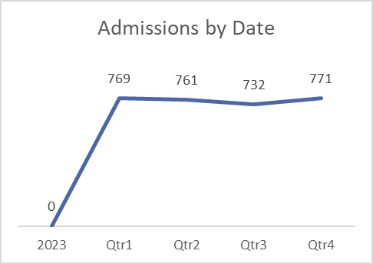 Admissions by Date
769 761 732 771
0
2023 Qtr1 Qtr2 Qtr3 Qtr4